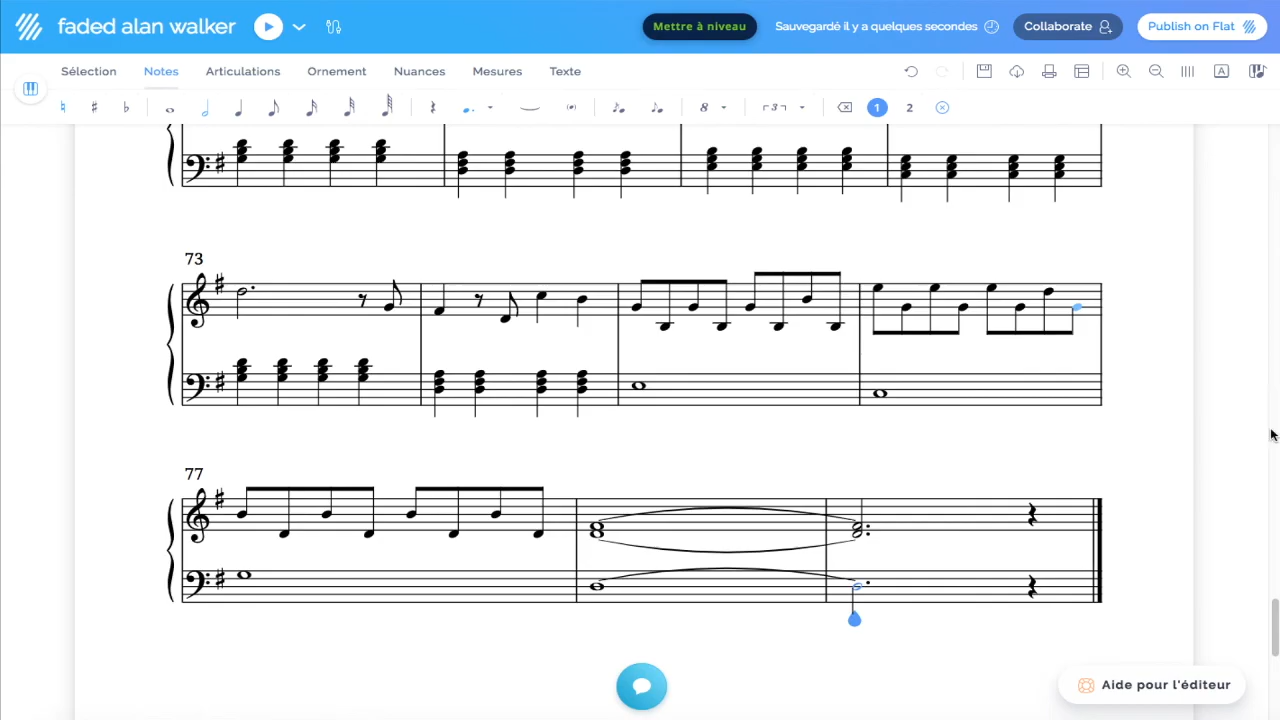 faded alan walker
Mettre à niveau
Sauvegardé il y a quelques secondes
Collaborate
Publish on Flat
Sélection
Notes
Articulations
Ornement
Nuances
Mesures
Texte
A
8
3
1
2
73
77
Aide pour l'éditeur